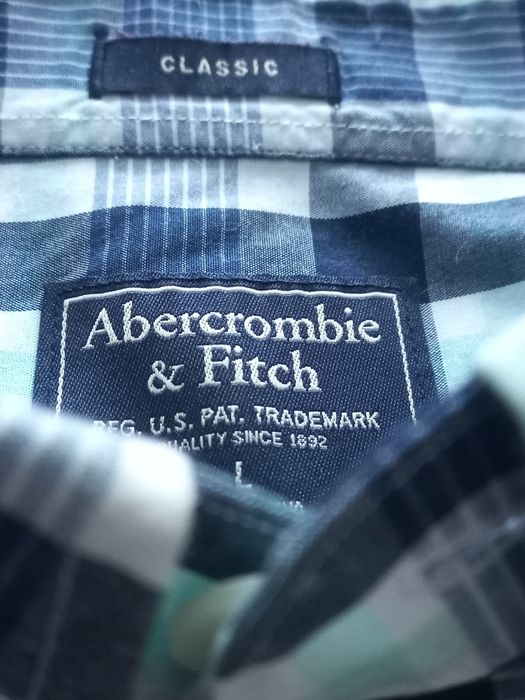 CLASSIC
Abercrombie
& Fitch
REG. U.S. PAT. TRADEMARK
QUALITY SINCE 1892
L